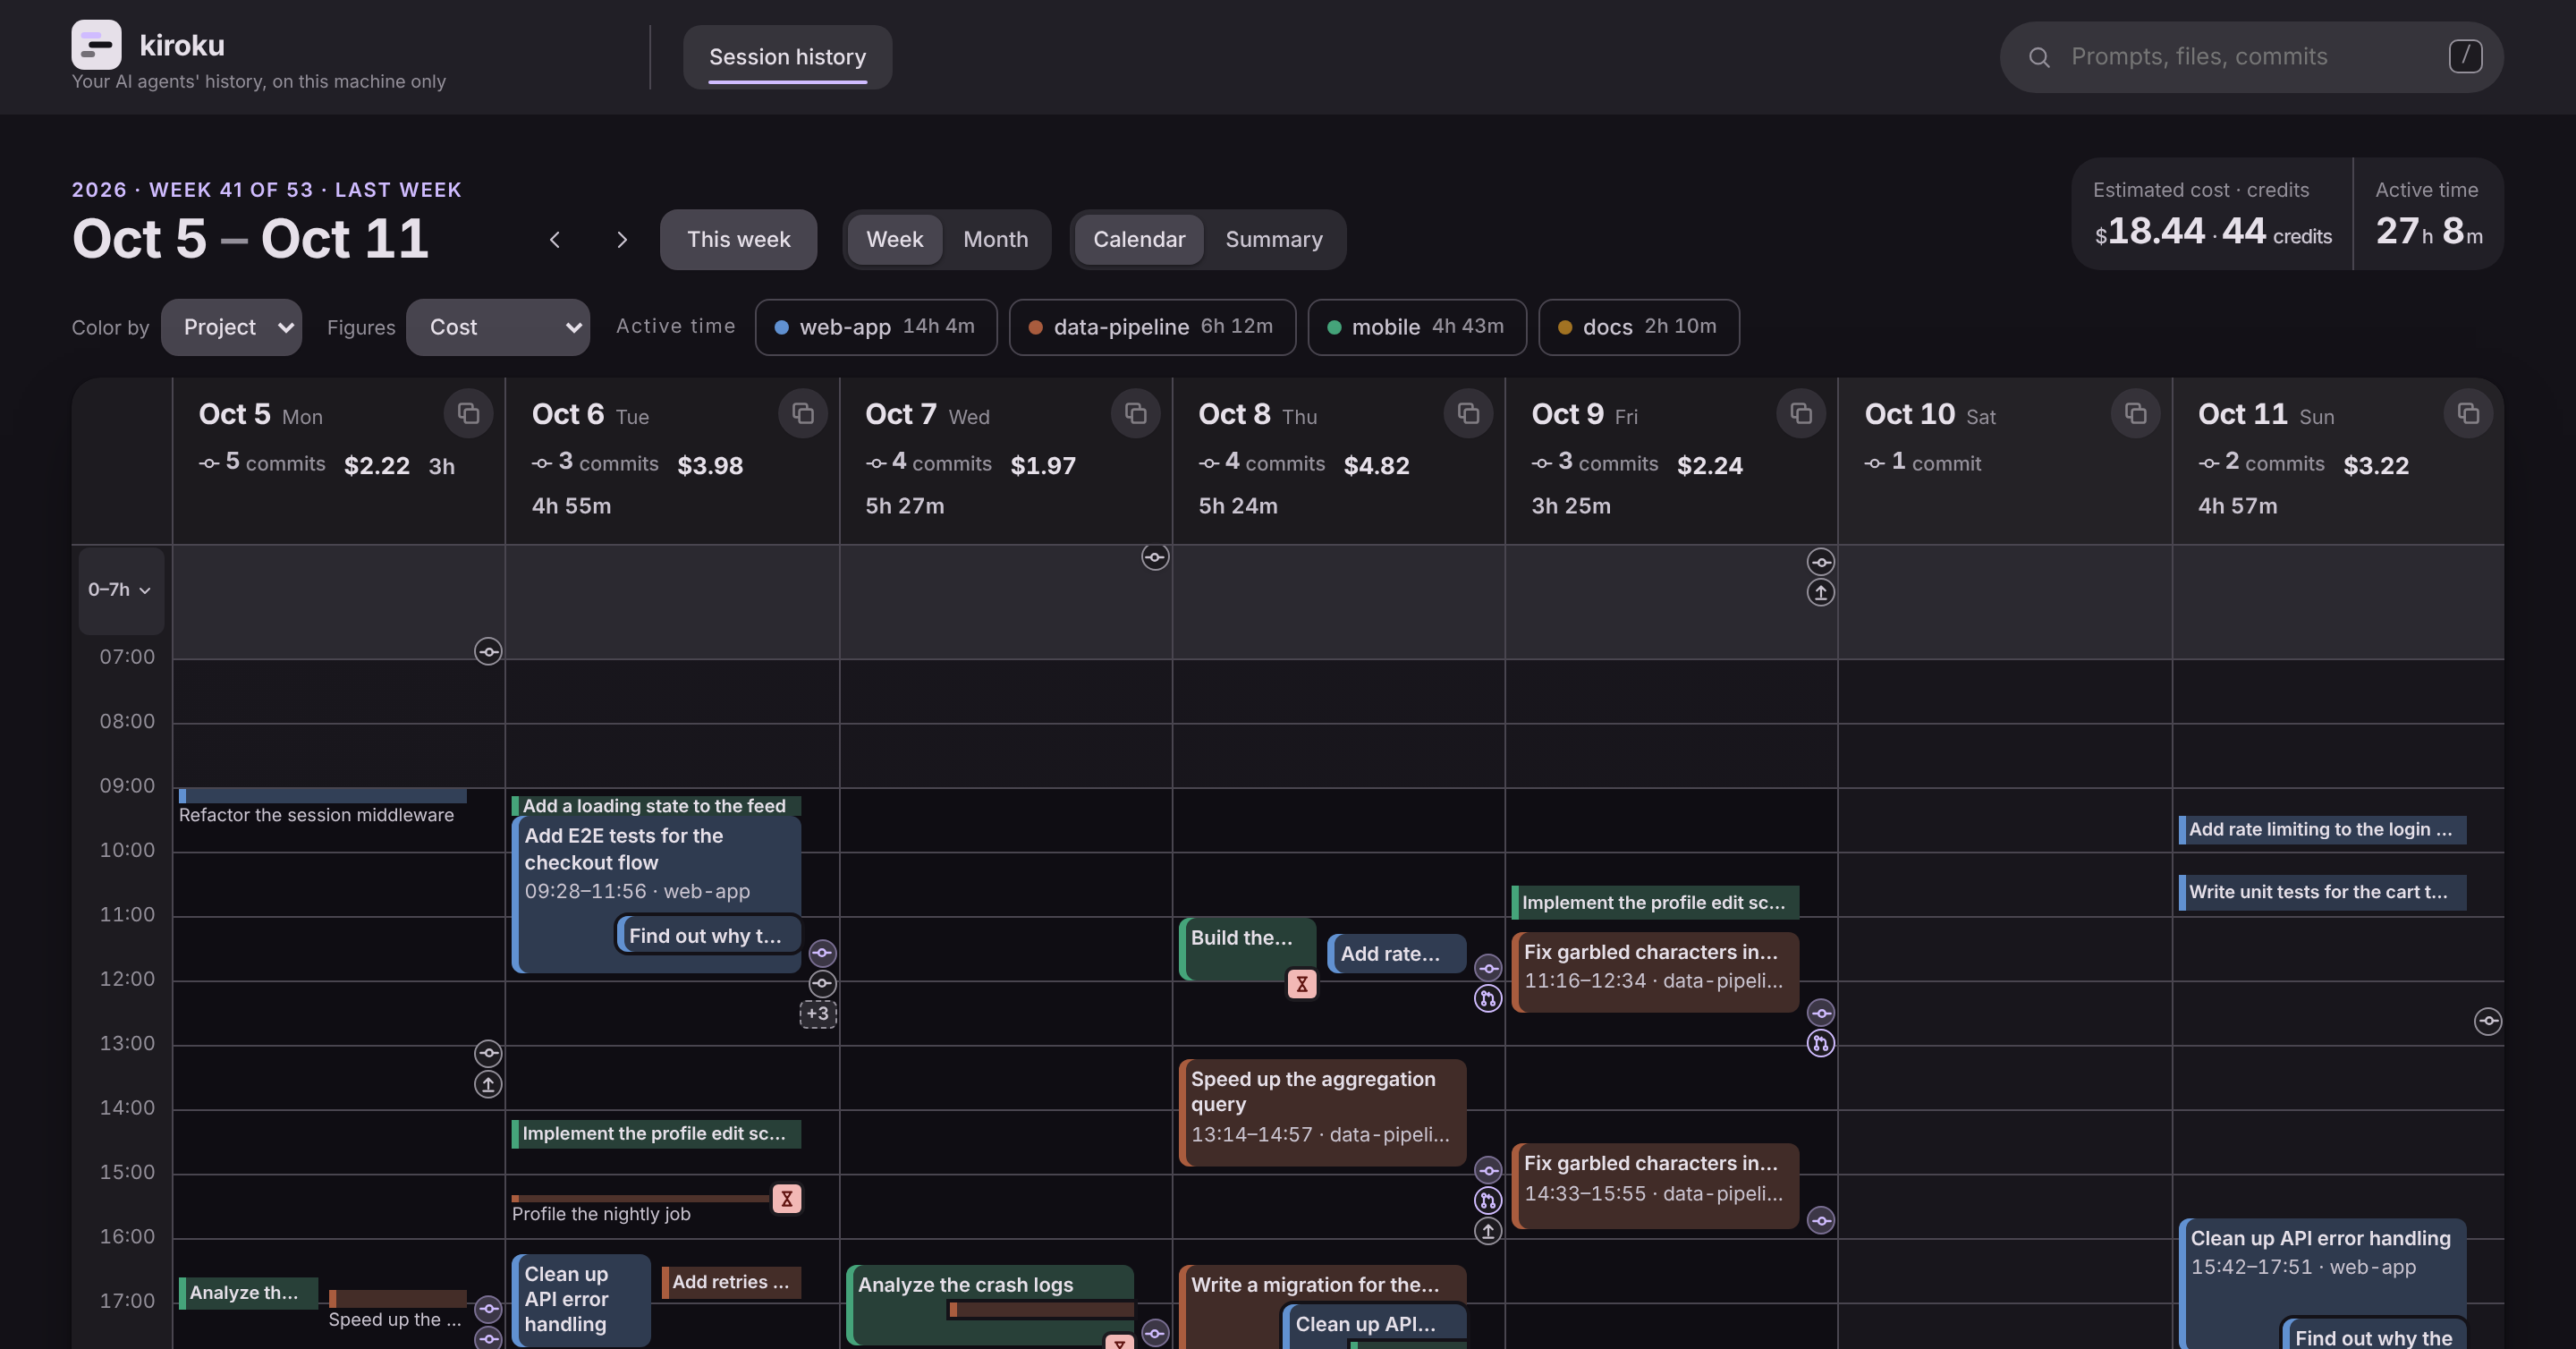 kiroku
Your AI agents' history, on this machine only
Session history
Prompts, files, commits
/
2026 · WEEK 41 OF 53 · LAST WEEK
Oct 5 – Oct 11
This week
Week
Month
Calendar
Summary
Estimated cost · credits
$18.44 · 44 credits
Active time
27h 8m
Color by
Project
Figures
Cost
Active time
web-app 14h 4m
data-pipeline 6h 12m
mobile 4h 43m
docs 2h 10m
Oct 5 Mon
5 commits $2.22 3h
Oct 6 Tue
3 commits $3.98
4h 55m
Oct 7 Wed
4 commits $1.97
5h 27m
Oct 8 Thu
4 commits $4.82
5h 24m
Oct 9 Fri
3 commits $2.24
3h 25m
Oct 10 Sat
1 commit
Oct 11 Sun
2 commits $3.22
4h 57m
0–7h
07:00
08:00
09:00
10:00
11:00
12:00
13:00
14:00
15:00
16:00
17:00
Refactor the session middleware
Analyze th...
Speed up the ...
Add a loading state to the feed
Add E2E tests for the
checkout flow
09:28–11:56 · web-app
Find out why t...
+3
Implement the profile edit sc...
Profile the nightly job
Clean up
API error
handling
Add retries ...
Analyze the crash logs
Build the...
Add rate...
Speed up the aggregation
query
13:14–14:57 · data-pipeli...
Write a migration for the...
Clean up API...
Implement the profile edit sc...
Fix garbled characters in...
11:16–12:34 · data-pipeli...
Fix garbled characters in...
14:33–15:55 · data-pipeli...
Add rate limiting to the login ...
Write unit tests for the cart t...
Clean up API error handling
15:42–17:51 · web-app
Find out why the